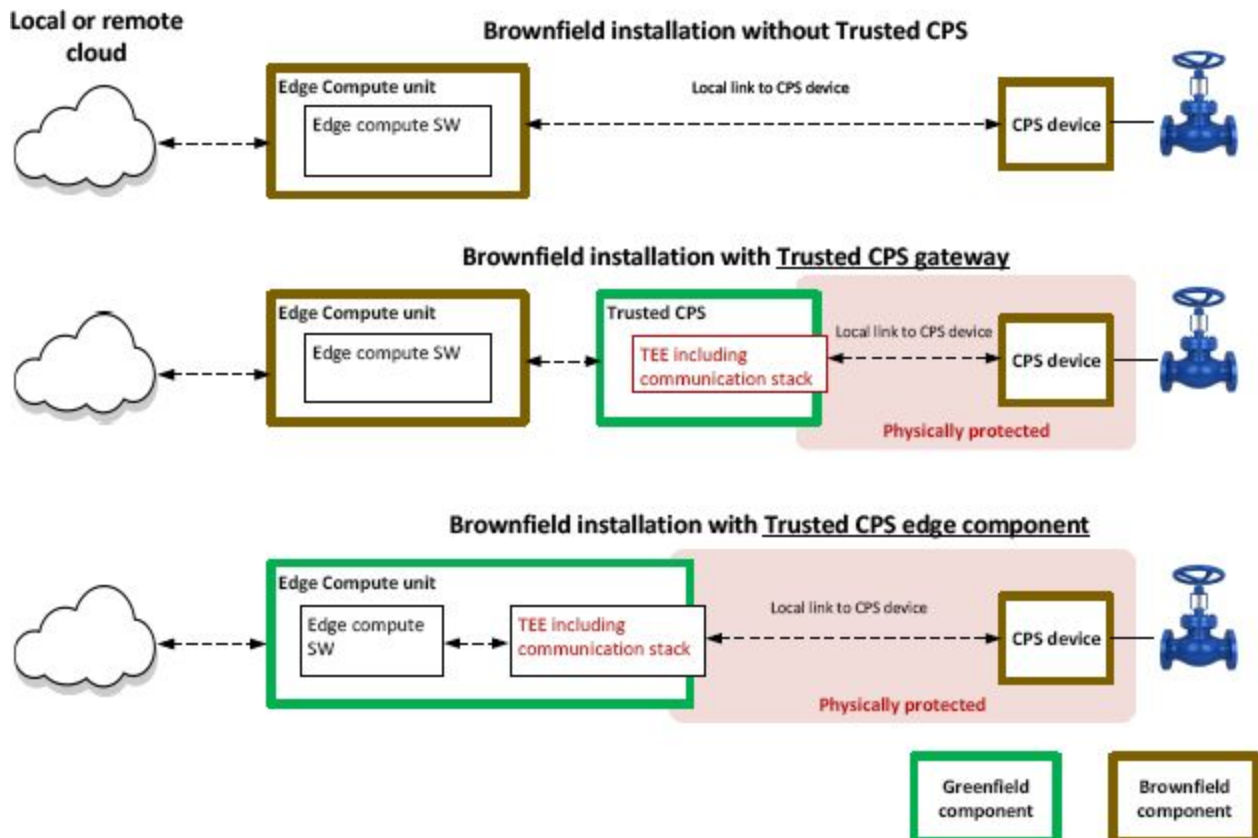 Local or remote
cloud
Brownfield installation without Trusted CPS
Edge Compute unit
Edge compute SW
Local link to CPS device
CPS device
Brownfield installation with Trusted CPS gateway
Edge Compute unit
Edge compute SW
Trusted CPS
TEE including
communication stack
Local link to CPS device
CPS device
Physically protected
Brownfield installation with Trusted CPS edge component
Edge Compute unit
Edge compute
SW
TEE including
communication stack
Local link to CPS device
CPS device
Physically protected
Greenfield
component
Brownfield
component